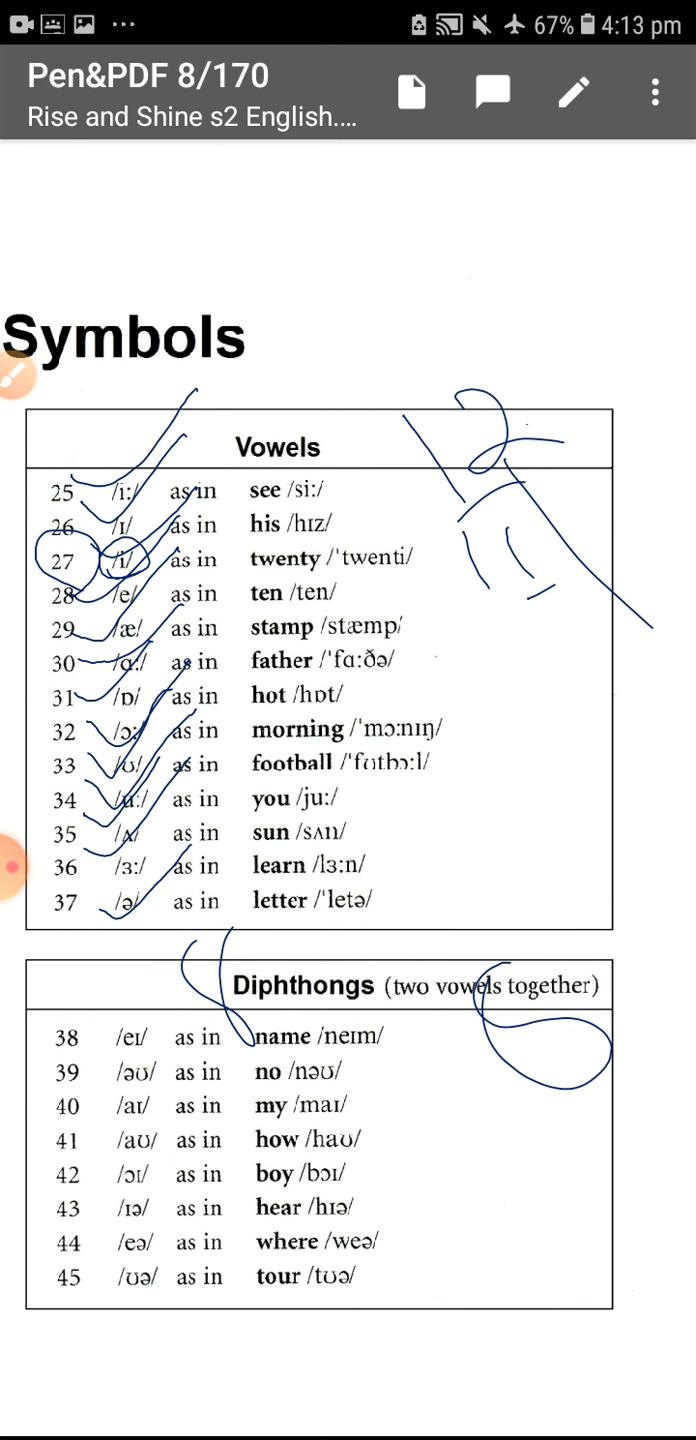 67% 4:13 pm
Pen&PDF 8/170
Rise and Shine s2 English....
Symbols
Vowels
25 /iː/ as in see /siː/
26 /ɪ/ as in his /hɪz/
27 /i/ as in twenty /ˈtwenti/
28 /e/ as in ten /ten/
29 /æ/ as in stamp /stæmp/
30 /ɑː/ as in father /ˈfɑːðə/
31 /ɒ/ as in hot /hɒt/
32 /ɔː/ as in morning /ˈmɔːnɪŋ/
33 /ʊ/ as in football /ˈfʊtbɔːl/
34 /uː/ as in you /juː/
35 /ʌ/ as in sun /sʌn/
36 /ɜː/ as in learn /lɜːn/
37 /ə/ as in letter /ˈletə/
Diphthongs (two vowels together)
38 /eɪ/ as in name /neɪm/
39 /əʊ/ as in no /nəʊ/
40 /aɪ/ as in my /maɪ/
41 /aʊ/ as in how /haʊ/
42 /ɔɪ/ as in boy /bɔɪ/
43 /ɪə/ as in hear /hɪə/
44 /eə/ as in where /weə/
45 /ʊə/ as in tour /tʊə/